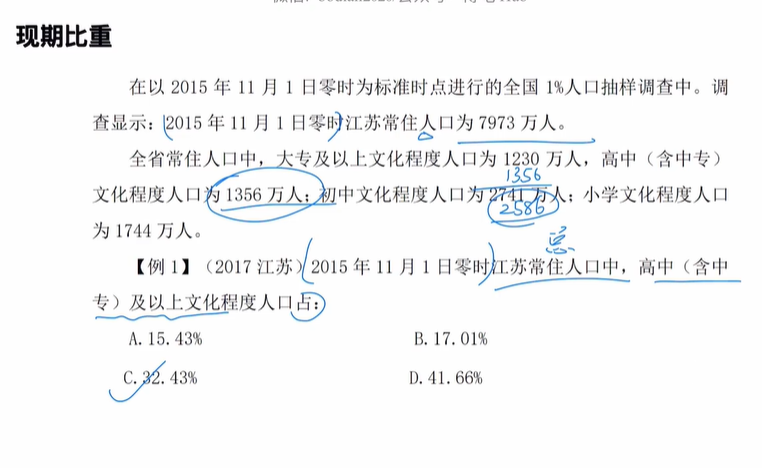 现期比重
在以 2015 年 11 月 1 日零时为标准时点进行的全国 1%人口抽样调查中。调
查显示：2015 年 11 月 1 日零时江苏常住人口为 7973 万人。
全省常住人口中，大专及以上文化程度人口为 1230 万人，高中（含中专）
1356
文化程度人口为 1356 万人；初中文化程度人口为 2741 万人；小学文化程度人口
2586
为 1744 万人。
总
【例 1】（2017 江苏）2015 年 11 月 1 日零时江苏常住人口中，高中（含中
专）及以上文化程度人口占：
A.15.43%
B.17.01%
C.32.43%
D.41.66%